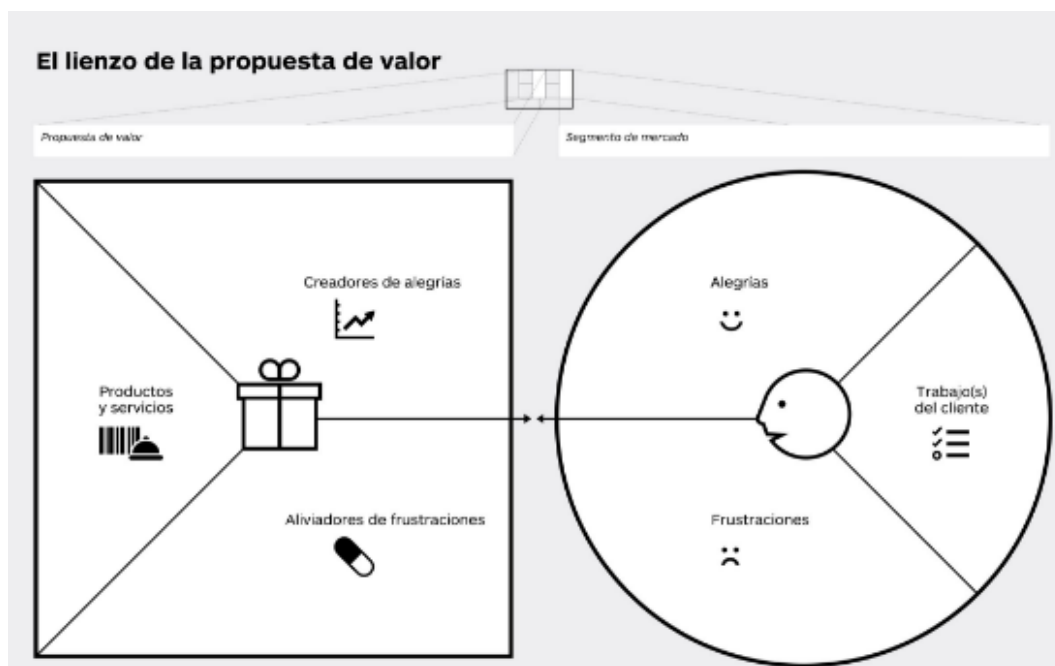 El lienzo de la propuesta de valor
Propuesta de valor
Segmento de mercado
Creadores de alegrías
Productos
y servicios
Aliviadores de frustraciones
Alegrías
Trabajo(s)
del cliente
Frustraciones